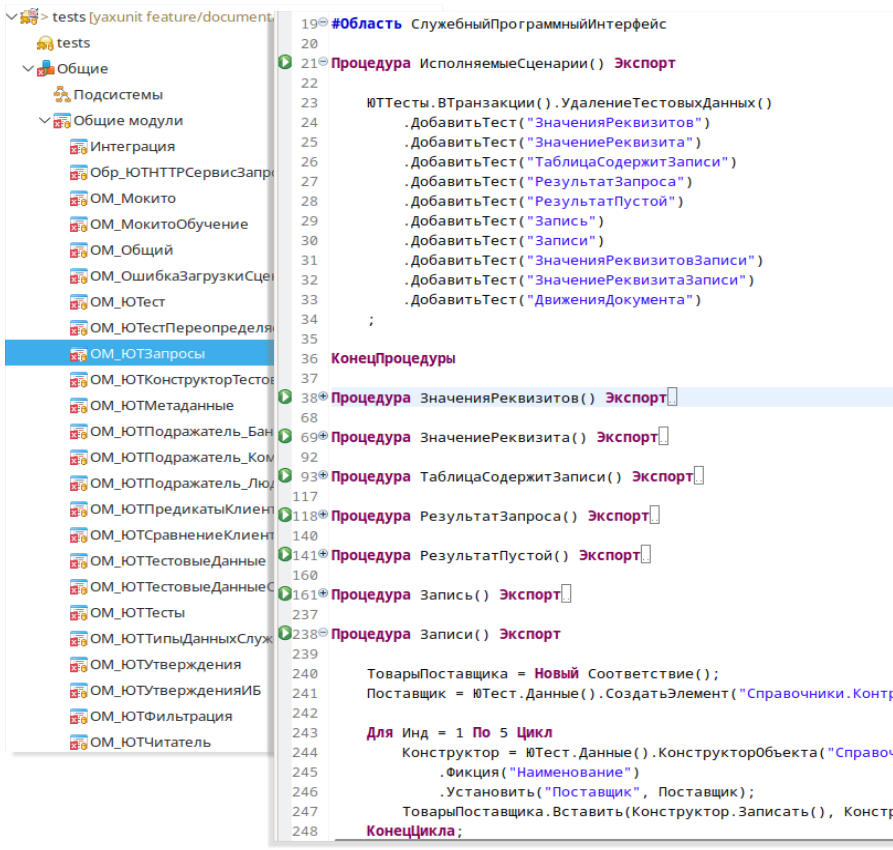 > tests [yaxunit feature/document
tests
Общие
Подсистемы
Общие модули
Интеграция
Обр_ЮТHTTPСервисЗапр
ОМ_Мокито
ОМ_МокитоОбучение
ОМ_Общий
ОМ_ОшибкаЗагрузкиСце
ОМ_ЮТест
ОМ_ЮТестПереопределя
ОМ_ЮТЗапросы
ОМ_ЮТКонструкторТестов
ОМ_ЮТМетаданные
ОМ_ЮТПодражатель_Бан
ОМ_ЮТПодражатель_Ком
ОМ_ЮТПодражатель_Люд
ОМ_ЮТПредикатыКлиент
ОМ_ЮТСравнениеКлиент
ОМ_ЮТТестовыеДанные
ОМ_ЮТТестовыеДанныеС
ОМ_ЮТТесты
ОМ_ЮТТипыДанныхСлуж
ОМ_ЮТУтверждения
ОМ_ЮТУтвержденияИБ
ОМ_ЮТФильтрация
ОМ_ЮТЧитатель
19 #Область СлужебныйПрограммныйИнтерфейс
20
21 Процедура ИсполняемыеСценарии() Экспорт
22
23 ЮТТесты.ВТранзакции().УдалениеТестовыхДанных()
24 .ДобавитьТест("ЗначенияРеквизитов")
25 .ДобавитьТест("ЗначениеРеквизита")
26 .ДобавитьТест("ТаблицаСодержитЗаписи")
27 .ДобавитьТест("РезультатЗапроса")
28 .ДобавитьТест("РезультатПустой")
29 .ДобавитьТест("Запись")
30 .ДобавитьТест("Записи")
31 .ДобавитьТест("ЗначенияРеквизитовЗаписи")
32 .ДобавитьТест("ЗначениеРеквизитаЗаписи")
33 .ДобавитьТест("ДвиженияДокумента")
34 ;
35
36 КонецПроцедуры
37
38 Процедура ЗначенияРеквизитов() Экспорт
68
69 Процедура ЗначениеРеквизита() Экспорт
92
93 Процедура ТаблицаСодержитЗаписи() Экспорт
117
118 Процедура РезультатЗапроса() Экспорт
140
141 Процедура РезультатПустой() Экспорт
160
161 Процедура Запись() Экспорт
237
238 Процедура Записи() Экспорт
239
240 ТоварыПоставщика = Новый Соответствие();
241 Поставщик = ЮТест.Данные().СоздатьЭлемент("Справочники.Контр
242
243 Для Инд = 1 По 5 Цикл
244 Конструктор = ЮТест.Данные().КонструкторОбъекта("Справоч
245 .Фикция("Наименование")
246 .Установить("Поставщик", Поставщик);
247 ТоварыПоставщика.Вставить(Конструктор.Записать(), Констр
248 КонецЦикла;